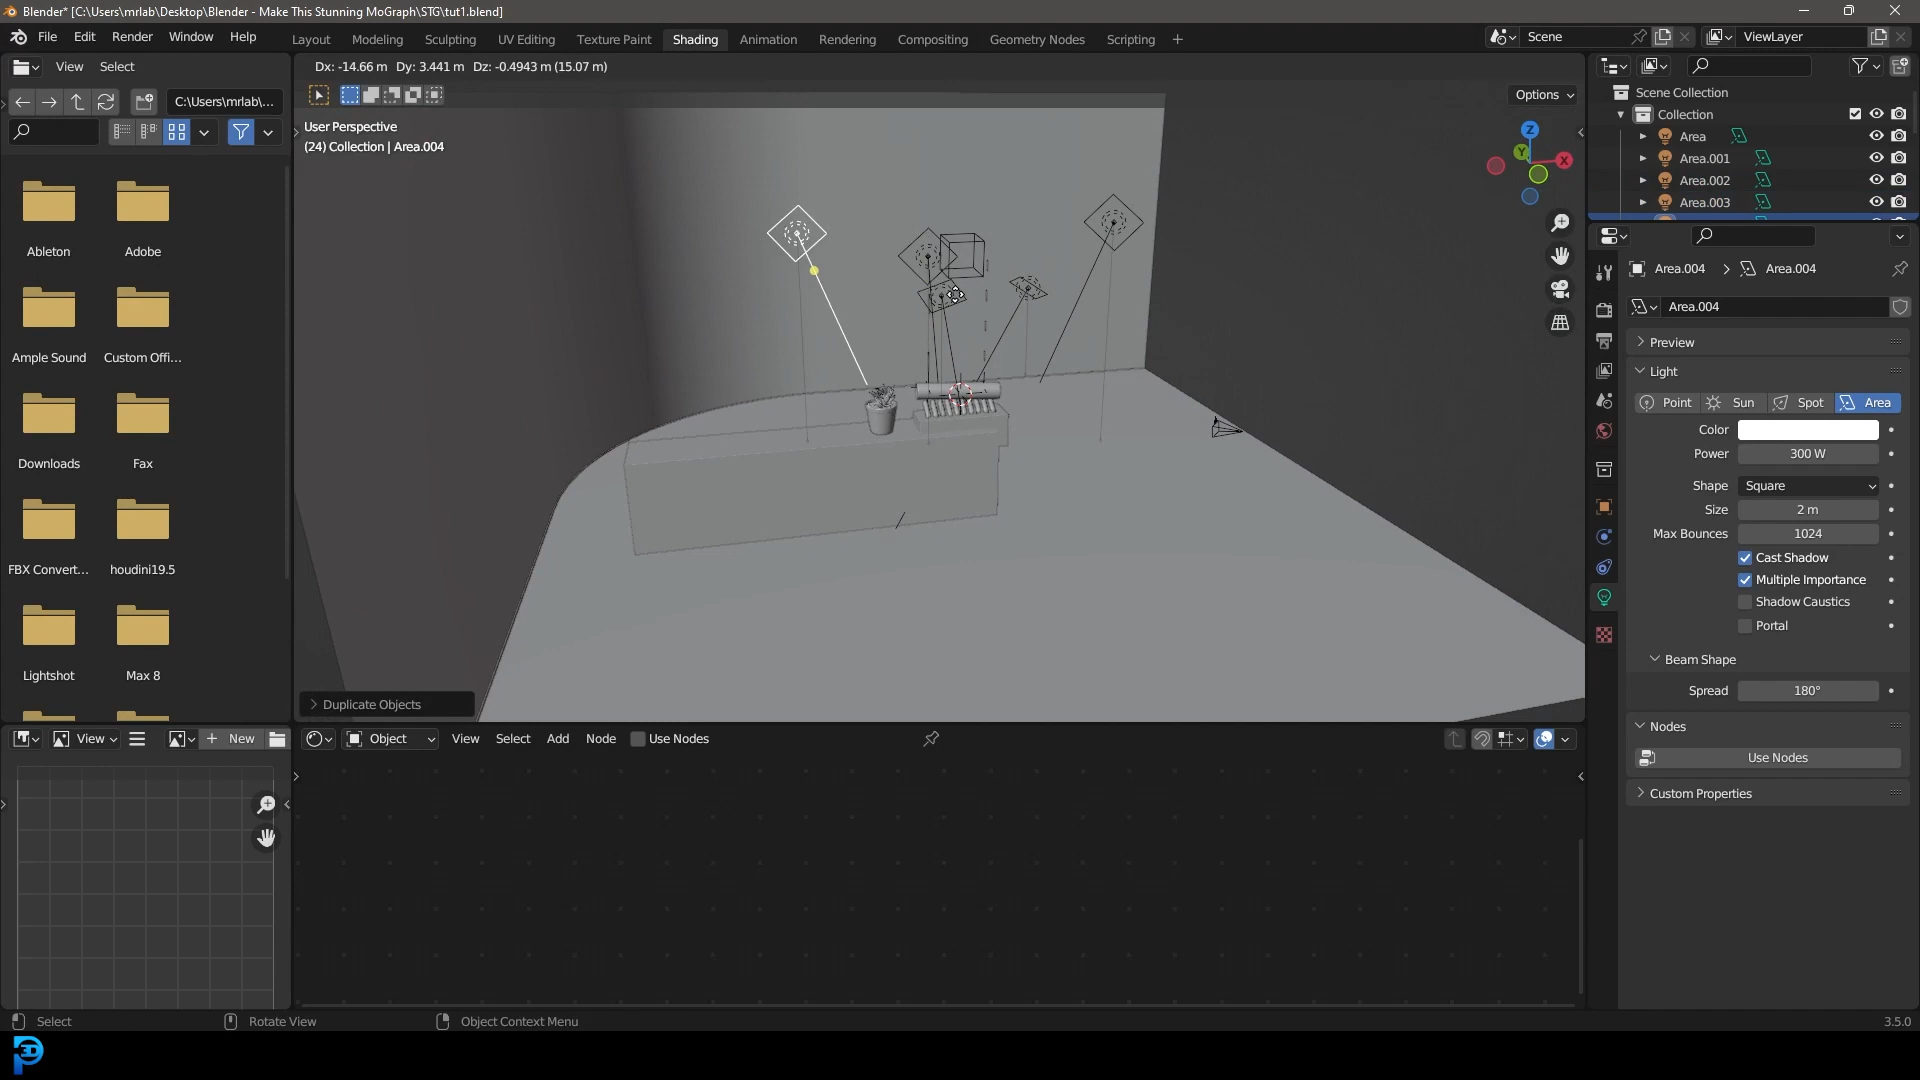 Blender* [C:\Users\mrlab\Desktop\Blender - Make This Stunning MoGraph\STG\tut1.blend]
File Edit Render Window Help Layout Modeling Sculpting UV Editing Texture Paint Shading Animation Rendering Compositing Geometry Nodes Scripting + Scene ViewLayer
View Select
Dx: -14.66 m Dy: 3.441 m Dz: -0.4943 m (15.07 m)
C:\Users\mrlab\...
Options
User Perspective
(24) Collection | Area.004
Z
Y
X
Scene Collection
Collection
Area
Area.001
Area.002
Area.003
Ableton Adobe
Ample Sound Custom Offi...
Downloads Fax
FBX Convert... houdini19.5
Lightshot Max 8
Area.004 > Area.004
Area.004
Preview
Light
Point Sun Spot Area
Color
Power 300 W
Shape Square
Size 2 m
Max Bounces 1024
Cast Shadow
Multiple Importance
Shadow Caustics
Portal
Beam Shape
Spread 180°
Nodes
Use Nodes
Custom Properties
Duplicate Objects
View + New
Object View Select Add Node Use Nodes
Select Rotate View Object Context Menu 3.5.0
3D